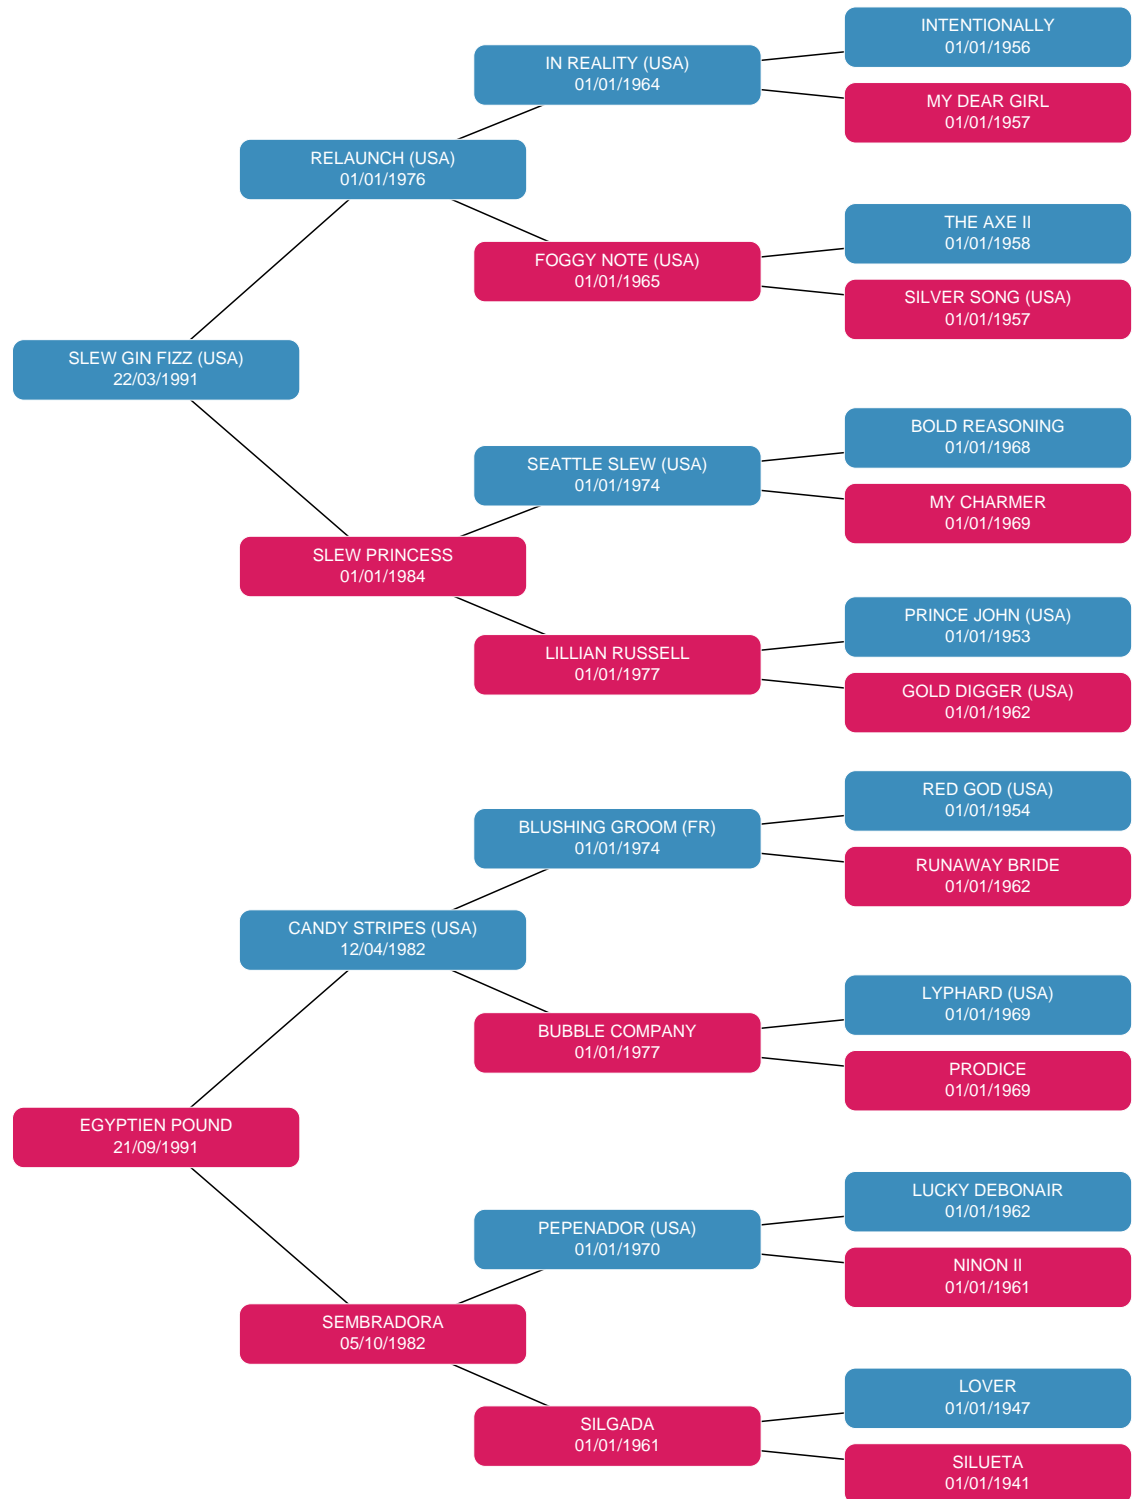 INTENTIONALLY
01/01/1956
IN REALITY (USA)
01/01/1964
MY DEAR GIRL
01/01/1957
RELAUNCH (USA)
01/01/1976
THE AXE II
01/01/1958
FOGGY NOTE (USA)
01/01/1965
SILVER SONG (USA)
01/01/1957
SLEW GIN FIZZ (USA)
22/03/1991
BOLD REASONING
01/01/1968
SEATTLE SLEW (USA)
01/01/1974
MY CHARMER
01/01/1969
SLEW PRINCESS
01/01/1984
PRINCE JOHN (USA)
01/01/1953
LILLIAN RUSSELL
01/01/1977
GOLD DIGGER (USA)
01/01/1962
RED GOD (USA)
01/01/1954
BLUSHING GROOM (FR)
01/01/1974
RUNAWAY BRIDE
01/01/1962
CANDY STRIPES (USA)
12/04/1982
LYPHARD (USA)
01/01/1969
BUBBLE COMPANY
01/01/1977
PRODICE
01/01/1969
EGYPTIEN POUND
21/09/1991
LUCKY DEBONAIR
01/01/1962
PEPENADOR (USA)
01/01/1970
NINON II
01/01/1961
SEMBRADORA
05/10/1982
LOVER
01/01/1947
SILGADA
01/01/1961
SILUETA
01/01/1941